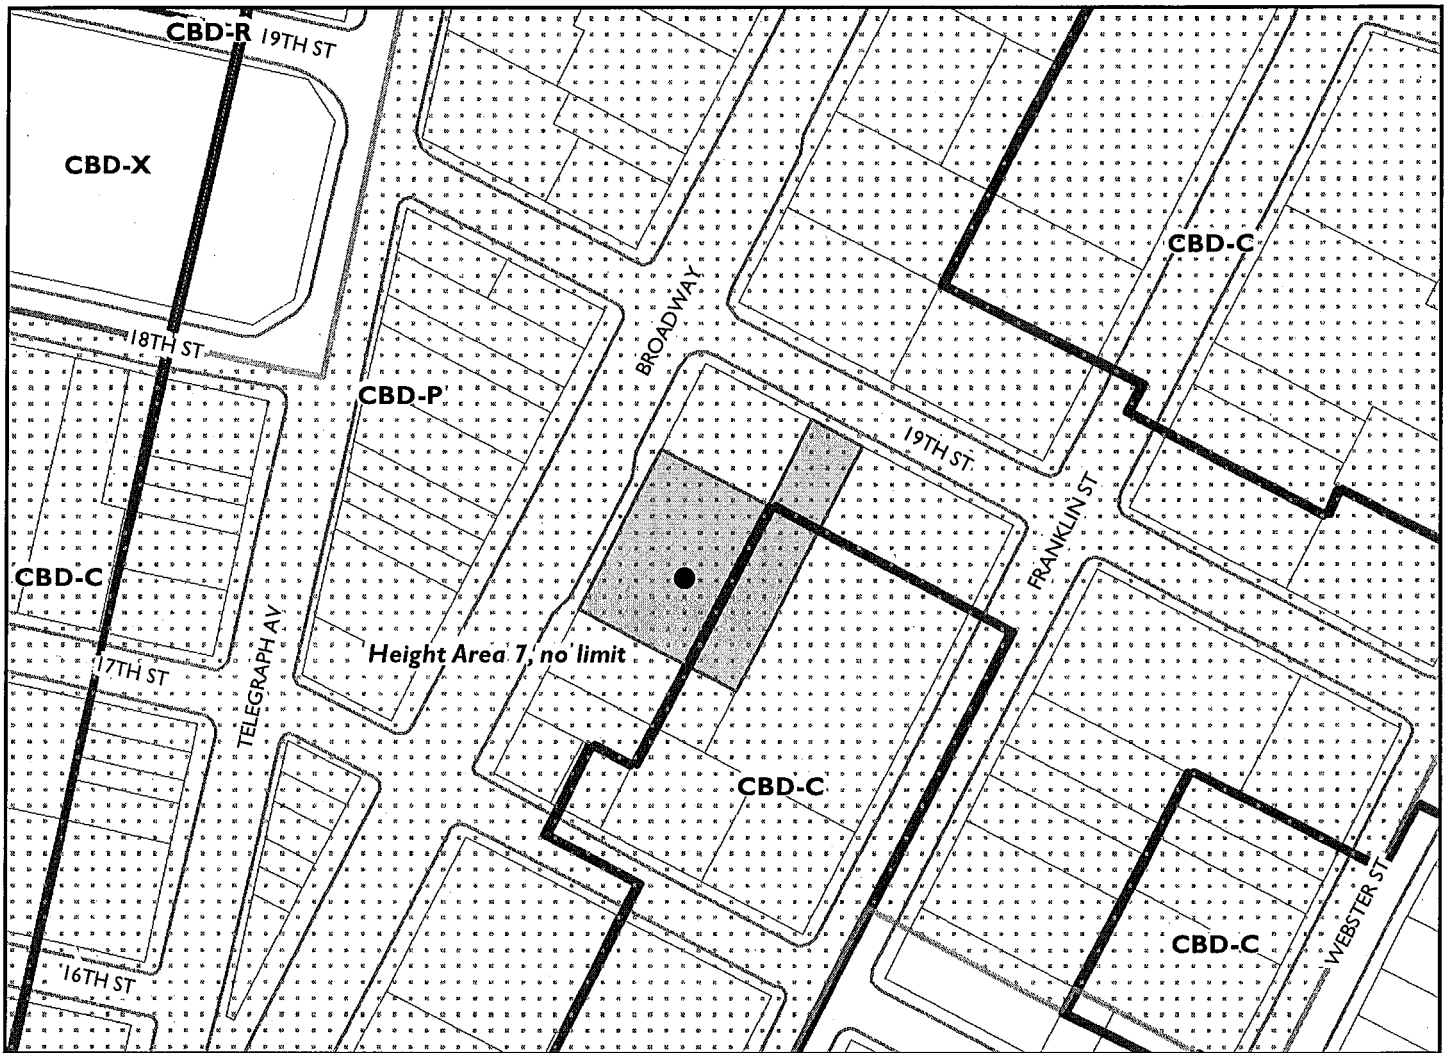 CBD-R
19TH ST
CBD-X
CBD-C
BROADWAY
18TH ST
CBD-P
19TH ST
FRANKLIN ST
CBD-C
TELEGRAPH AV
Height Area 7, no limit
17TH ST
CBD-C
CBD-C
WEBSTER ST
16TH ST